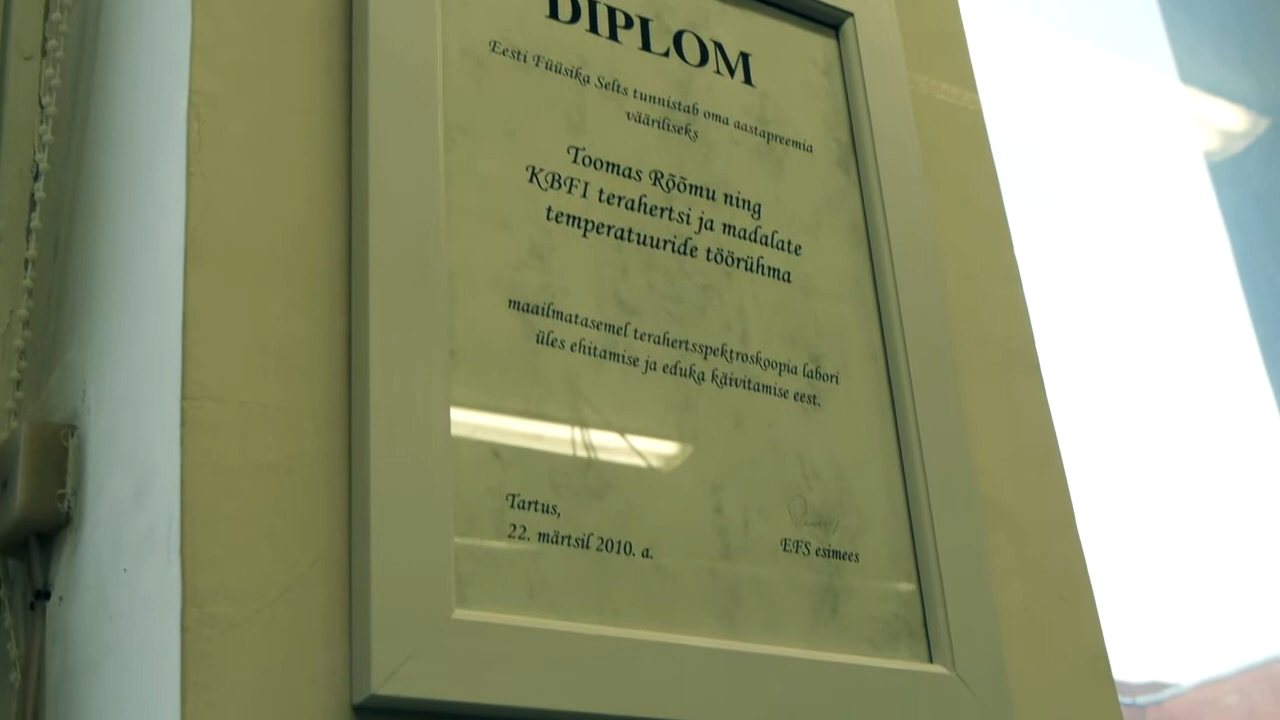 DIPLOM
Eesti Füüsika Selts tunnistab oma aastapreemia
vääriliseks
Toomas Rõõmu ning
KBFI terahertsi ja madalate
temperatuuride töörühma
maailmatasemel terahertsspektroskoopia labori
üles ehitamise ja eduka käivitamise eest.
Tartus,
22. märtsil 2010. a.
EFS esimees